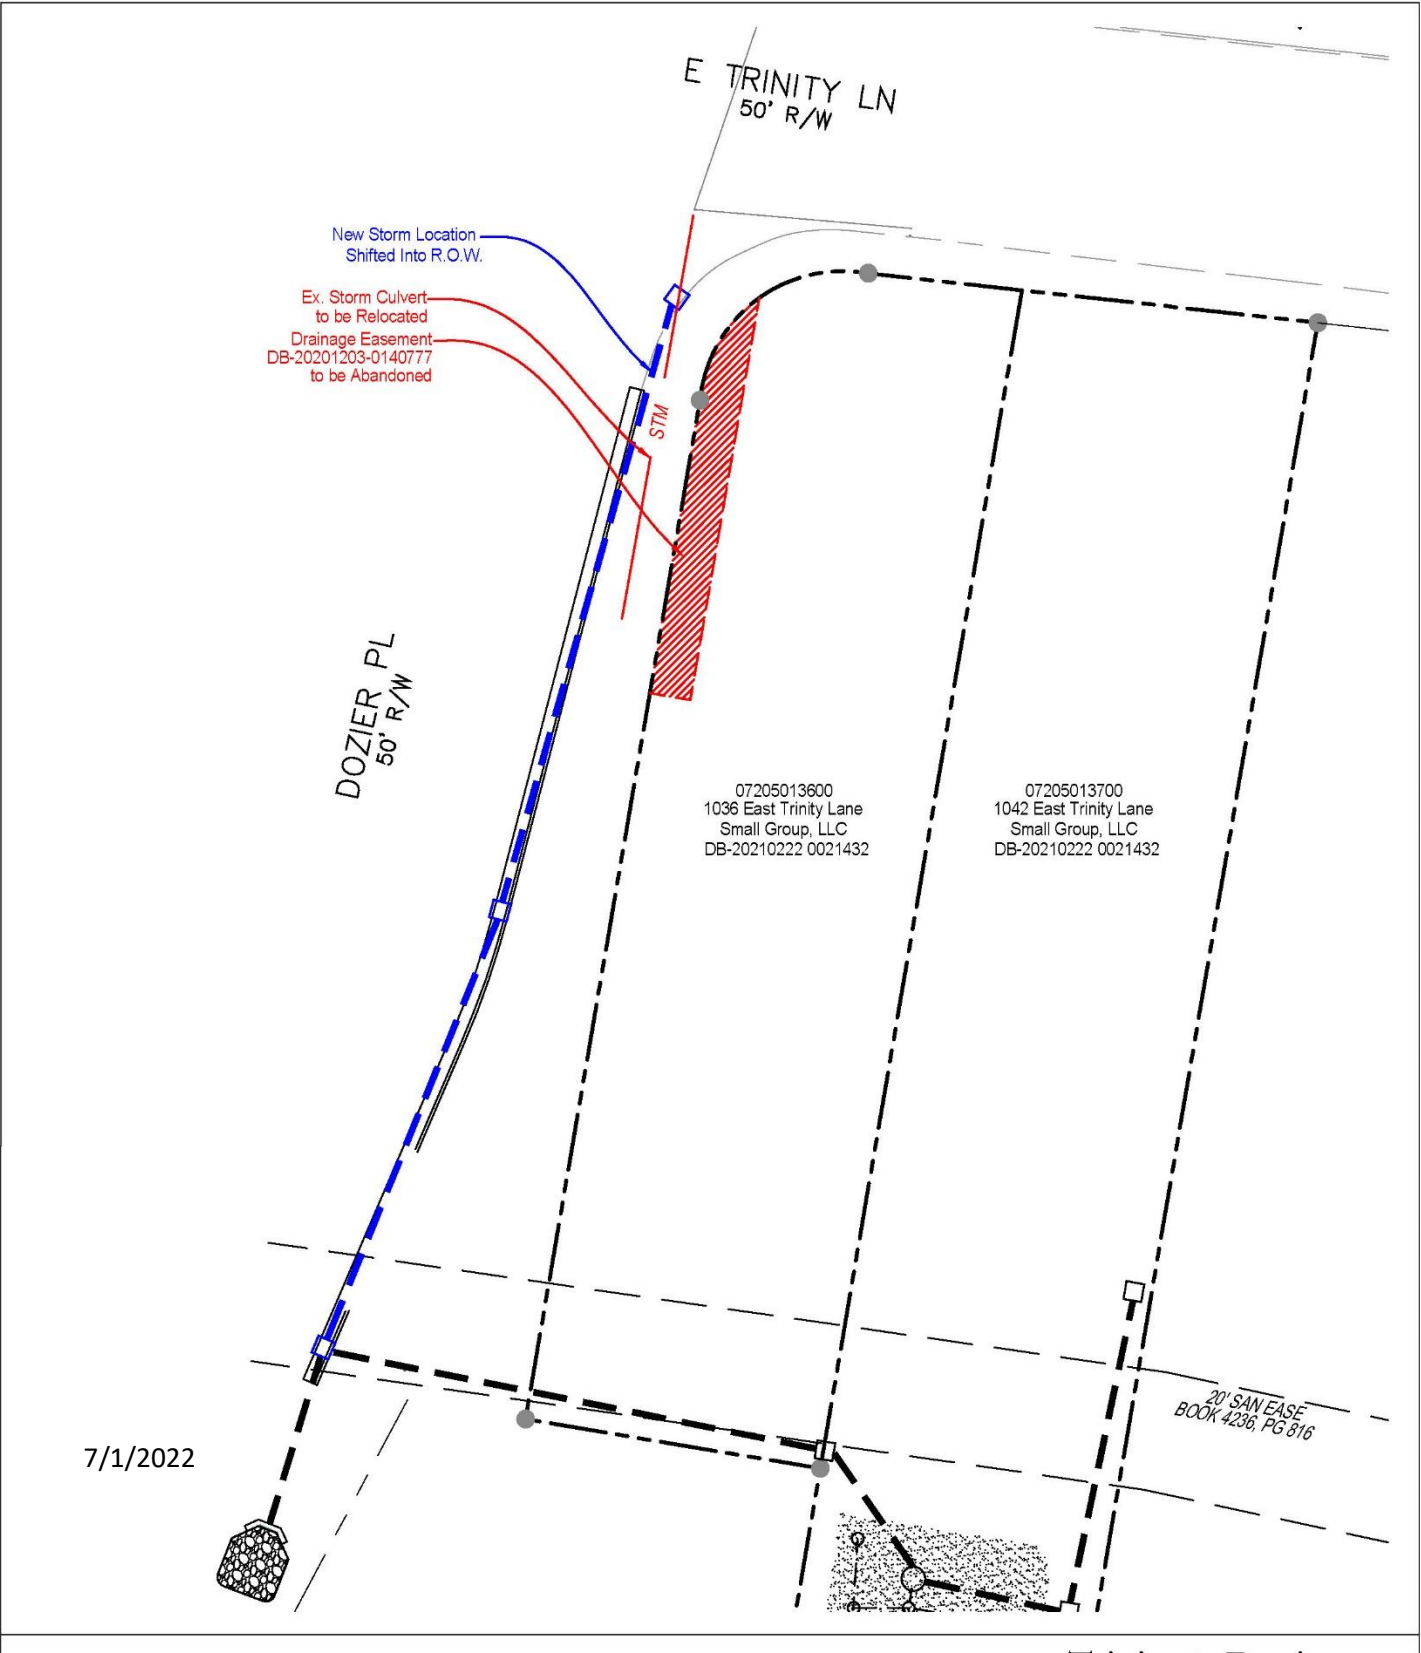 E TRINITY LN
50' R/W
New Storm Location
Shifted Into R.O.W.
Ex. Storm Culvert
to be Relocated
Drainage Easement
DB-20201203-0140777
to be Abandoned
STM
DOZIER PL
50' R/W
07205013600
1036 East Trinity Lane
Small Group, LLC
DB-20210222 0021432
07205013700
1042 East Trinity Lane
Small Group, LLC
DB-20210222 0021432
20' SAN EASE
BOOK 4236, PG 816
7/1/2022